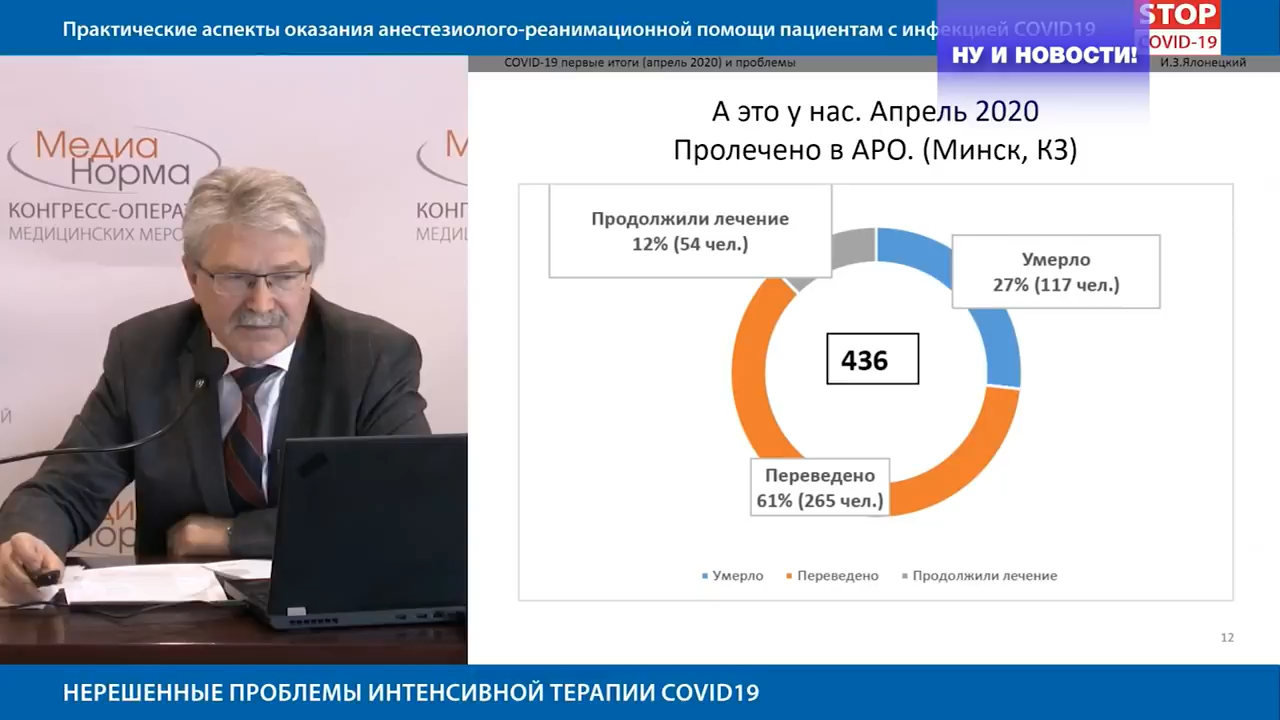 Практические аспекты оказания анестезиолого-реанимационной помощи пациентам с инфекцией COVID19
STOP
COVID-19
НУ И НОВОСТИ!
COVID-19 первые итоги (апрель 2020) и проблемы
И.З.Ялонецкий
Медиа
Норма
КОНГРЕСС-ОПЕРАТ
МЕДИЦИНСКИХ МЕРО
КОНГ
МЕДИ
А это у нас. Апрель 2020
Пролечено в АРО. (Минск, КЗ)
Продолжили лечение
12% (54 чел.)
Умерло
27% (117 чел.)
436
Переведено
61% (265 чел.)
Умерло
Переведено
Продолжили лечение
12
НЕРЕШЕННЫЕ ПРОБЛЕМЫ ИНТЕНСИВНОЙ ТЕРАПИИ COVID19